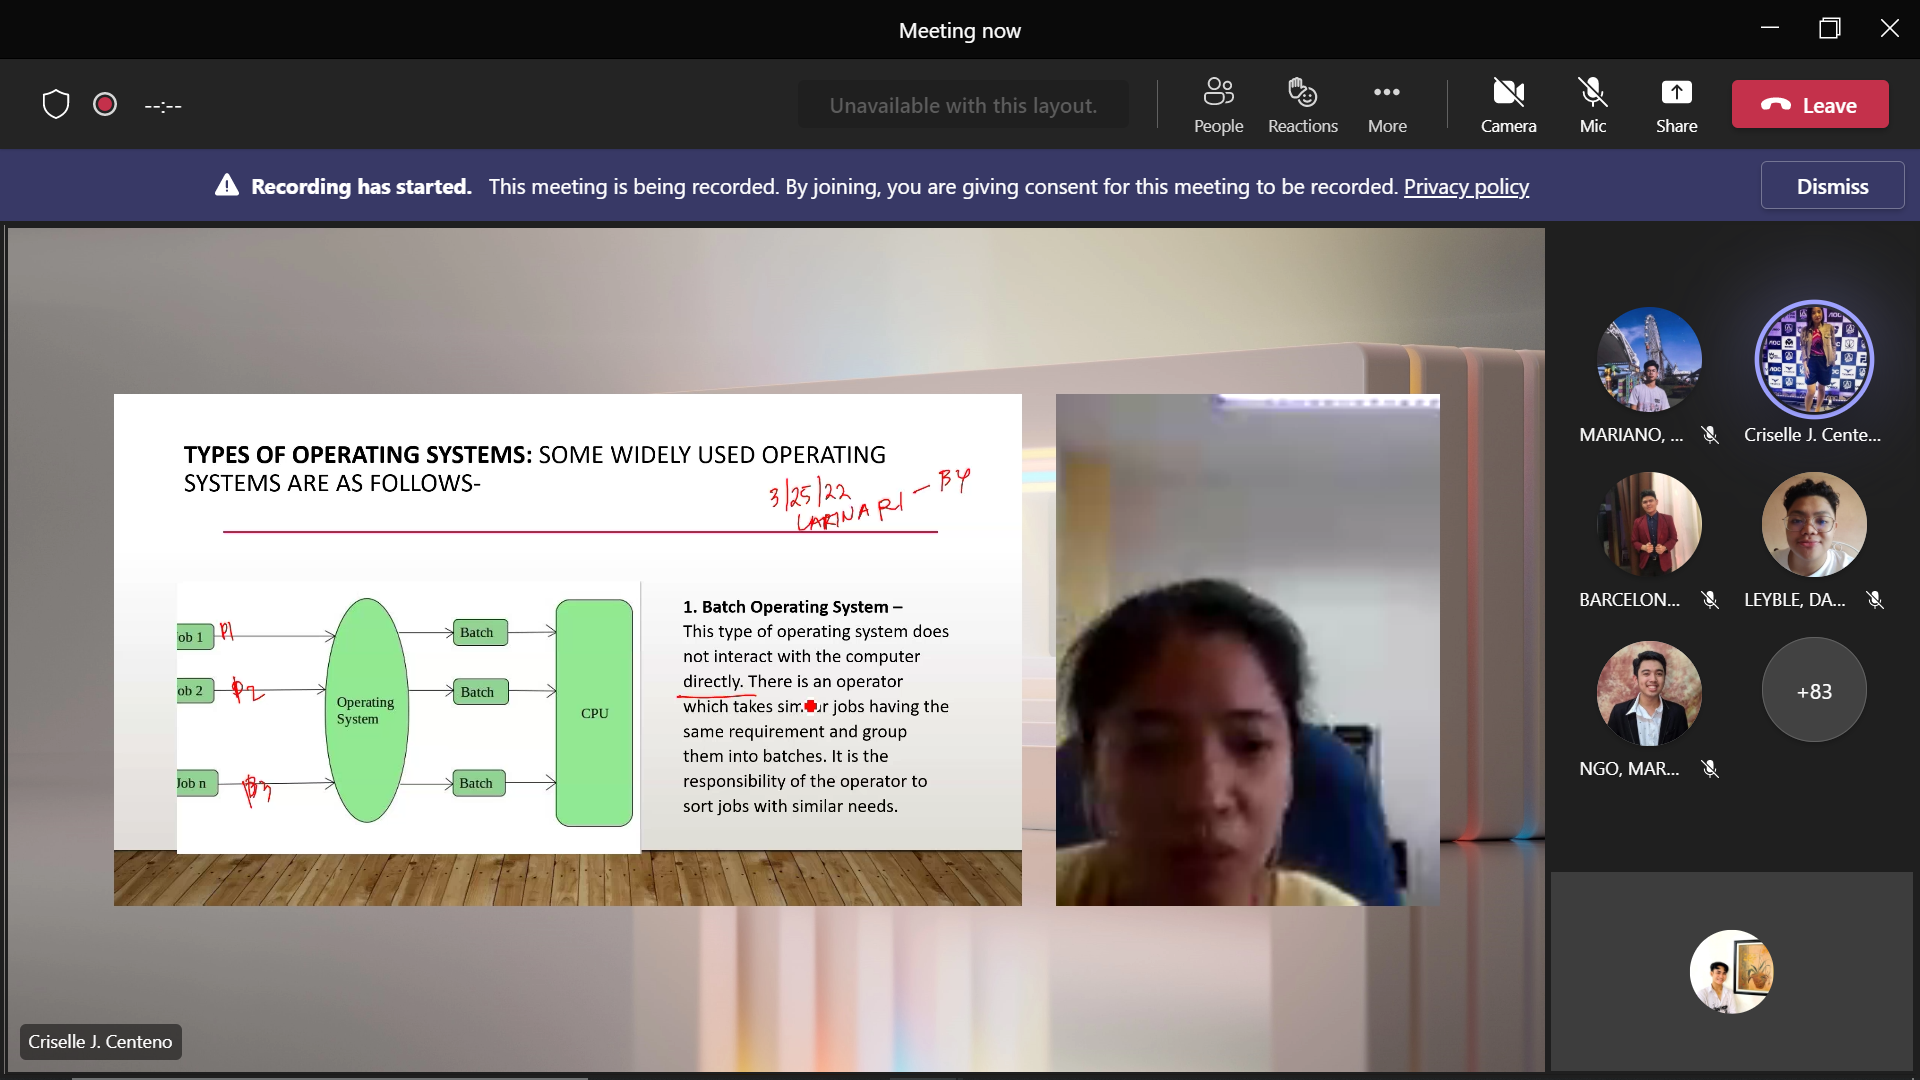 Meeting now
--:--
Unavailable with this layout.
People
Reactions
More
Camera
Mic
Share
Leave
Recording has started. This meeting is being recorded. By joining, you are giving consent for this meeting to be recorded. Privacy policy
Dismiss
TYPES OF OPERATING SYSTEMS: SOME WIDELY USED OPERATING
SYSTEMS ARE AS FOLLOWS-
3/25/22
- BY
ob 1
P1
ob 2
P2
Job n
Operating
System
Batch
Batch
Batch
CPU
1. Batch Operating System –
This type of operating system does
not interact with the computer
directly. There is an operator
which takes jobs having the
same requirement and group
them into batches. It is the
responsibility of the operator to
sort jobs with similar needs.
Criselle J. Centeno
MARIANO, ...
Criselle J. Cente...
BARCELON...
LEYBLE, DA...
NGO, MAR...
+83